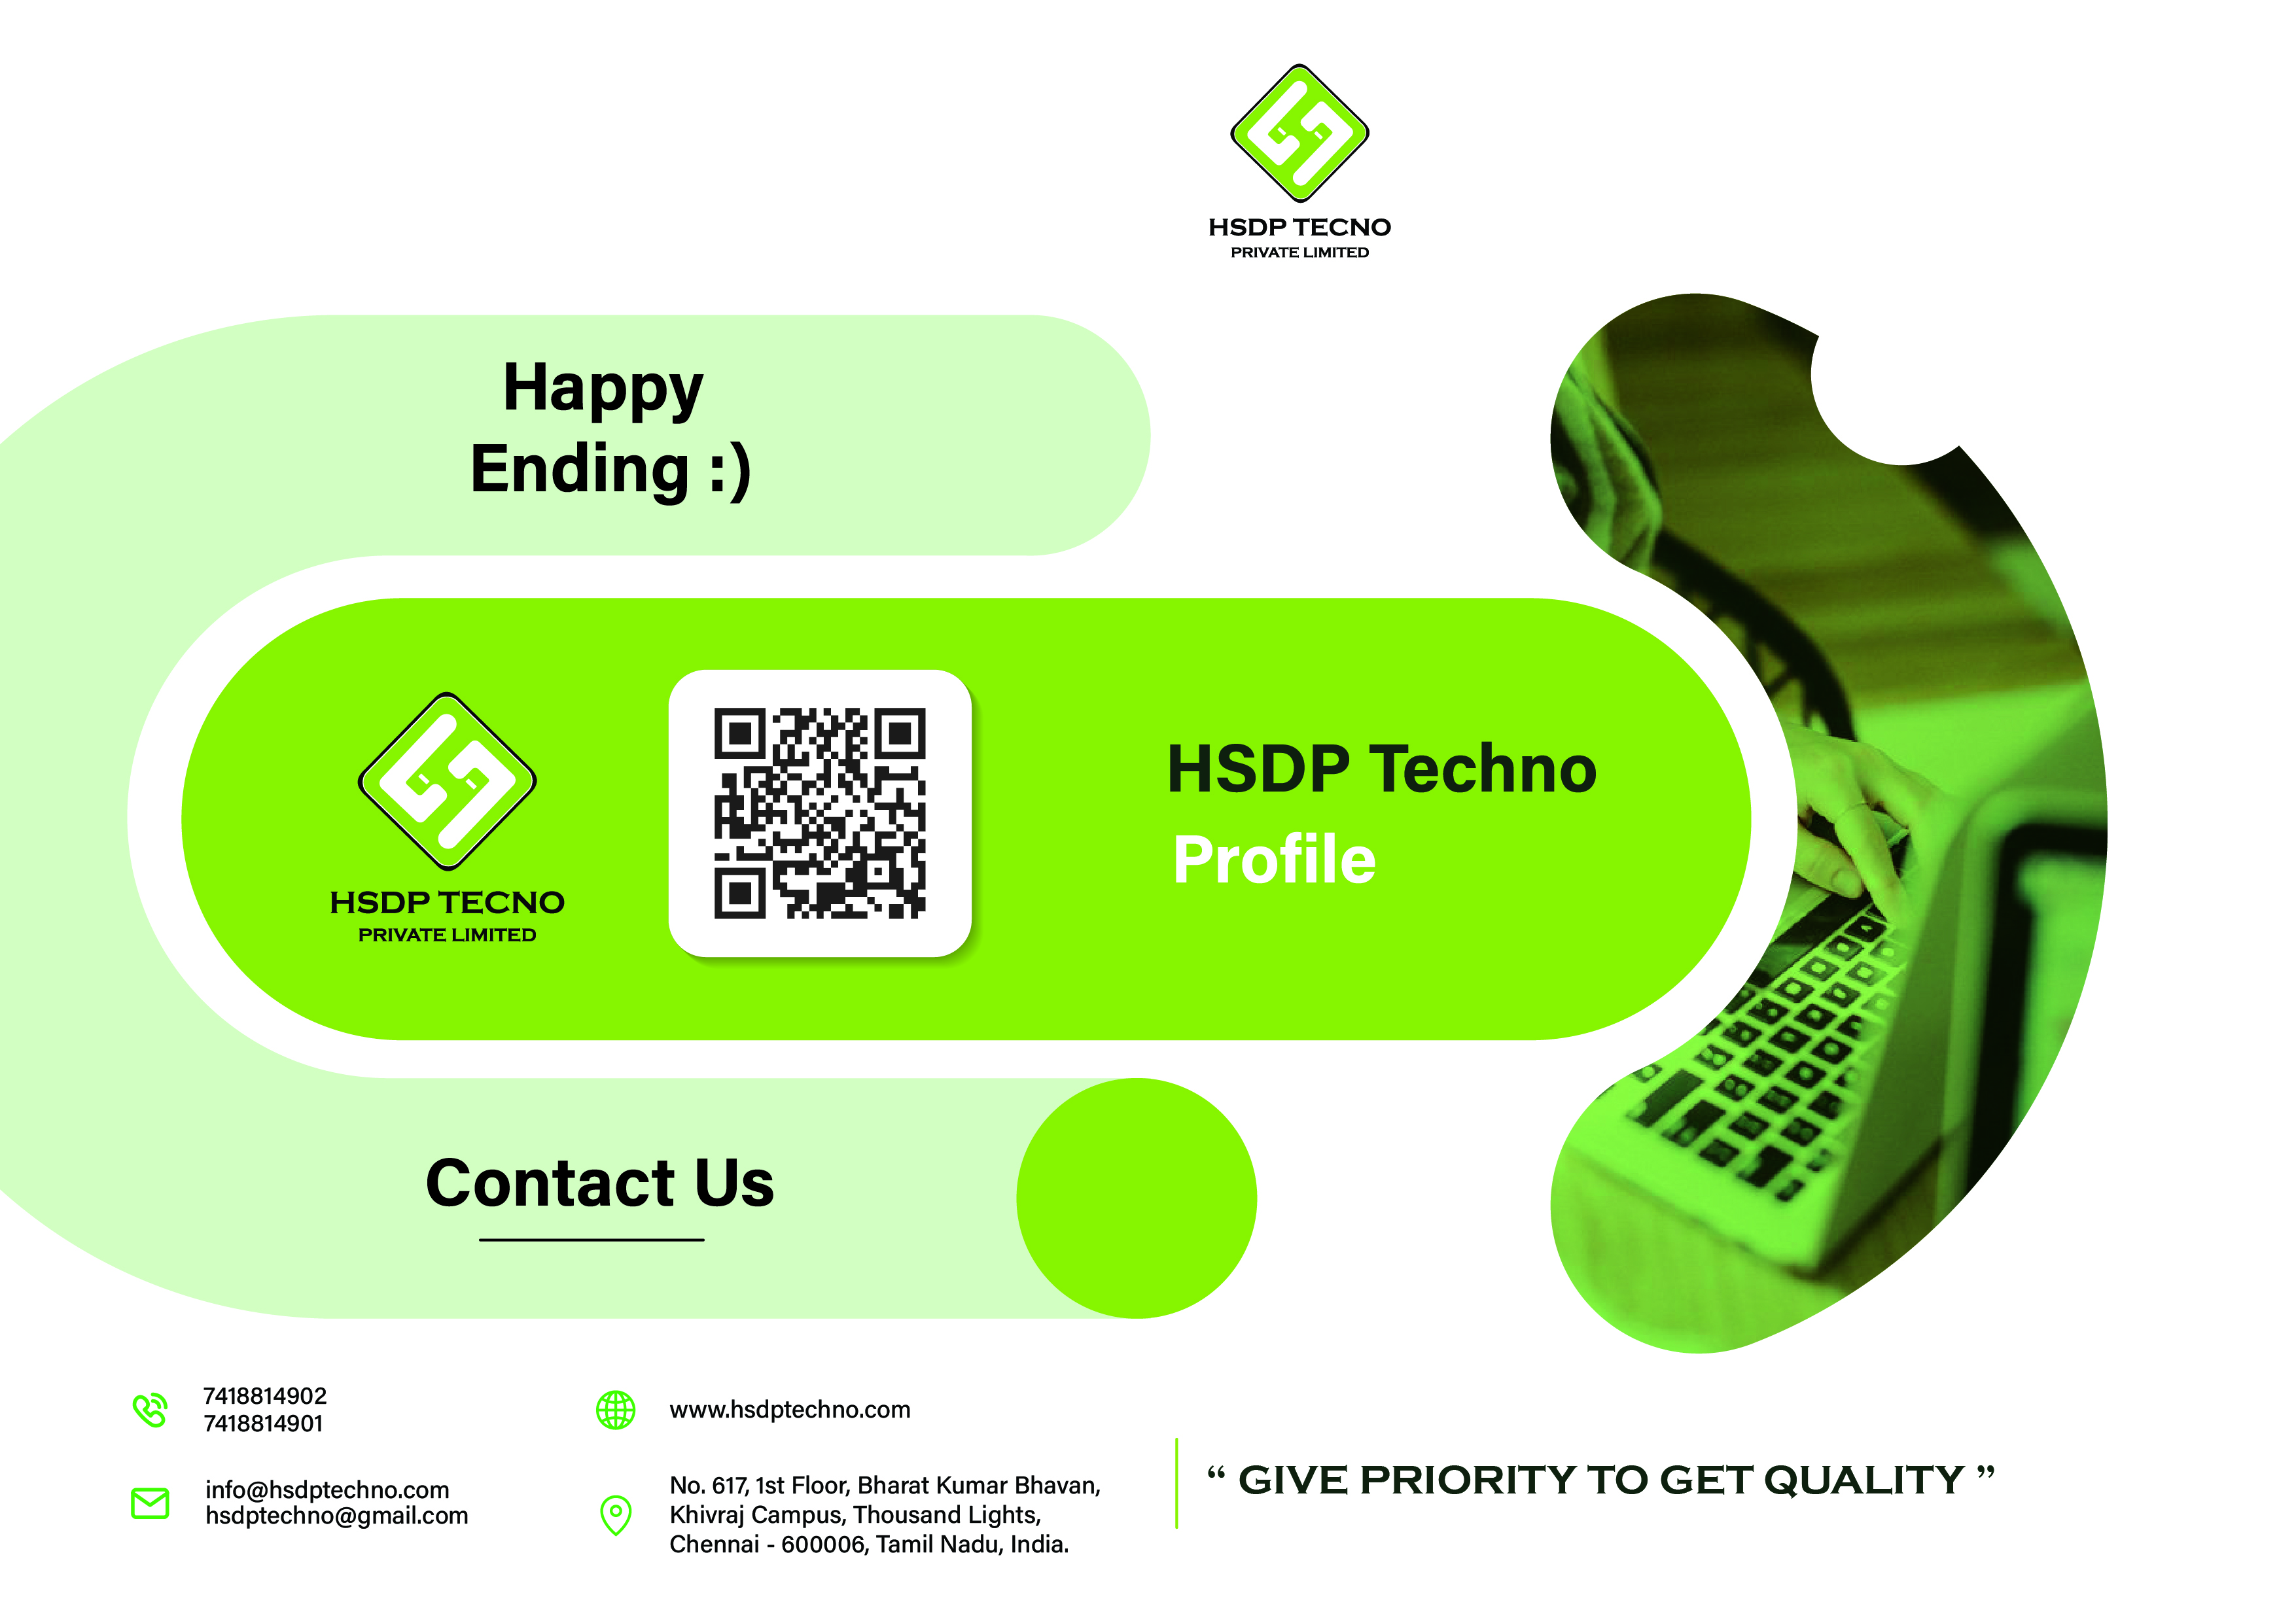 HSDP TECNO
PRIVATE LIMITED
Happy
Ending :)
HSDP TECNO
PRIVATE LIMITED
HSDP Techno
Profile
Contact Us
7418814902
7418814901
info@hsdptechno.com
hsdptechno@gmail.com
www.hsdptechno.com
No. 617, 1st Floor, Bharat Kumar Bhavan,
Khivraj Campus, Thousand Lights,
Chennai - 600006, Tamil Nadu, India.
“ GIVE PRIORITY TO GET QUALITY ”